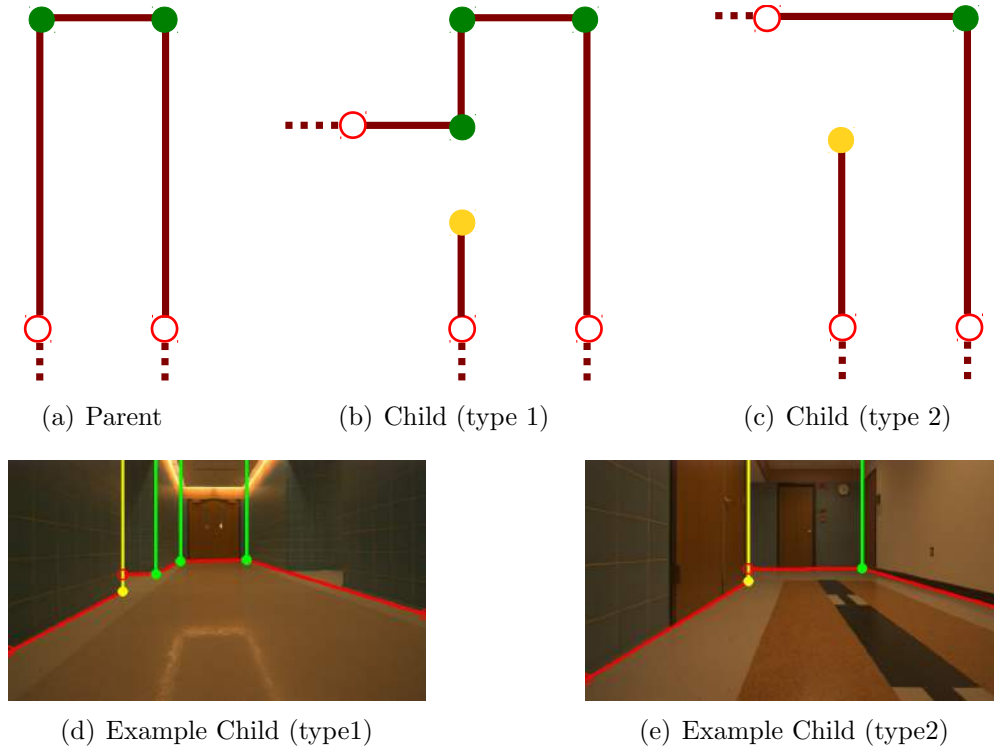 (a) Parent
(b) Child (type 1)
(c) Child (type 2)
(d) Example Child (type1)
(e) Example Child (type2)